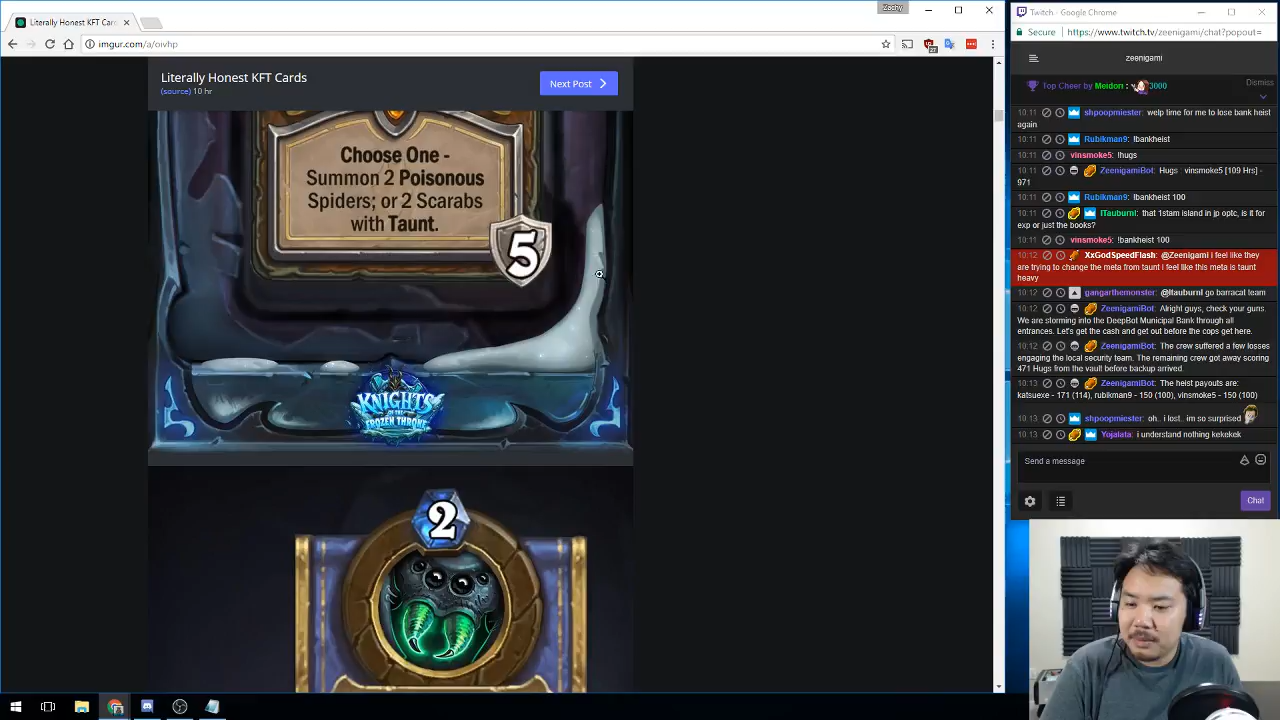 Literally Honest KFT Card
Zachy
imgur.com/a/oivhp
27
Literally Honest KFT Cards
(source) 10 hr
Next Post
Choose One -
Summon 2 Poisonous
Spiders; or 2 Scarabs
with Taunt.
5
KNIGHTS
OF THE
FROZEN THRONE
2
Twitch - Google Chrome
Secure
https://www.twitch.tv/zeenigami/chat?popout=
zeenigami
Top Cheer by Meidon : 3000
Dismiss
10:11 shpoopmiester: welp time for me to lose bank heist
again
10:11 Rubikman9: !bankheist
10:11 vinsmoke5: !hugs
10:11 ZeenigamiBot: Hugs : vinsmoke5 [109 Hrs] -
971
10:11 Rubikman9: !bankheist 100
10:11 ITauburnI: that 1stam island in jp optc, is it for
exp or just the books?
10:11 vinsmoke5: !bankheist 100
10:12 XxGodSpeedFlash: @Zeenigami i feel like they
are trying to change the meta from taunt i feel like this meta is taunt
heavy
10:12 gangarthemonster: @Itauburnl go barracat team
10:12 ZeenigamiBot: Alright guys, check your guns.
We are storming into the DeepBot Municipal Bank through all
entrances. Let's get the cash and get out before the cops get here.
10:12 ZeenigamiBot: The crew suffered a few losses
engaging the local security team. The remaining crew got away scoring
471 Hugs from the vault before backup arrived.
10:13 ZeenigamiBot: The heist payouts are:
katsuexe - 171 (114), rubikman9 - 150 (100), vinsmoke5 - 150 (100)
10:13 shpoopmiester: oh.. i lost.. im so surprised
10:13 Yojalata: i understand nothing kekekek
Send a message
Chat